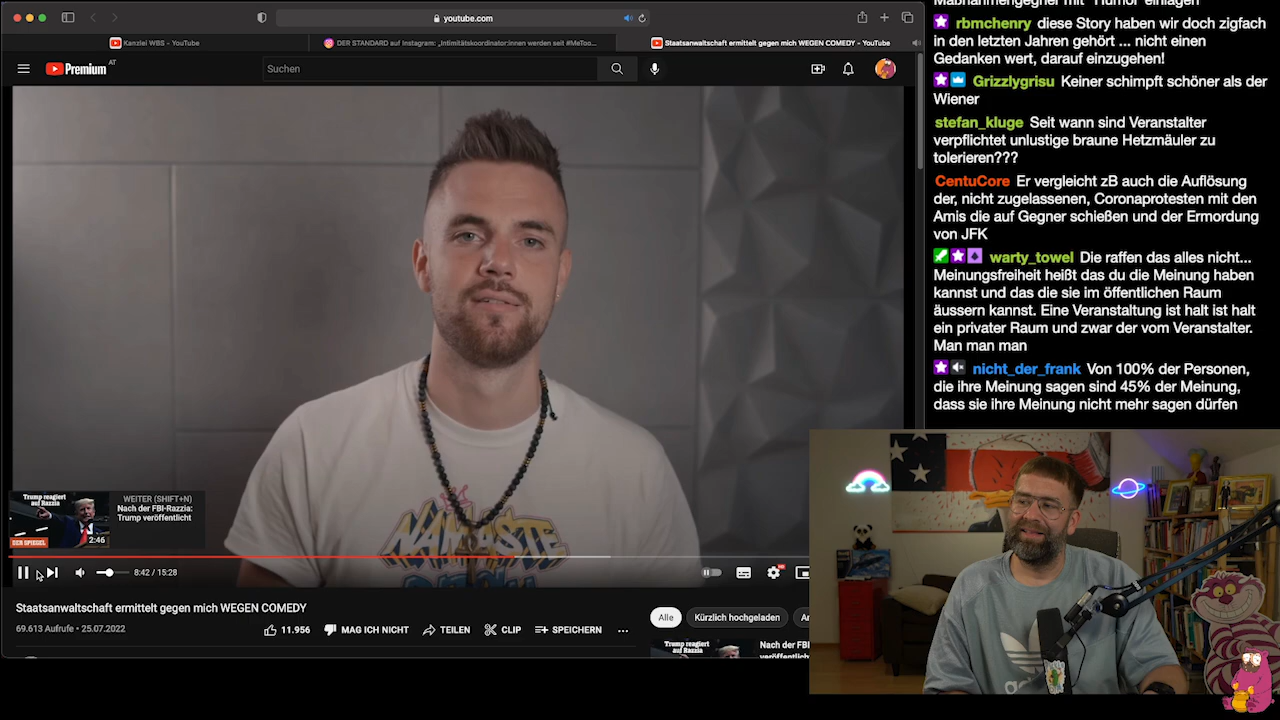 youtube.com
Kanzlei WBS - YouTube
DER STANDARD auf Instagram: „Intimitätskoordinator:innen werden seit #MeToo...
Staatsanwaltschaft ermittelt gegen mich WEGEN COMEDY - YouTube
Premium
AT
Suchen
NAMASTE
Trump reagiert
auf Razzia
DER SPIEGEL
2:46
WEITER (SHIFT+N)
Nach der FBI-Razzia:
Trump veröffentlicht
8:42 / 15:28
HD
Staatsanwaltschaft ermittelt gegen mich WEGEN COMEDY
69.613 Aufrufe • 25.07.2022
11.956
MAG ICH NICHT
TEILEN
CLIP
SPEICHERN
Alle
Kürzlich hochgeladen
Trump reagiert
Nach der FBI
veröffentlich
Maßnahmengegner mit "Humor" einlagen
rbmchenry diese Story haben wir doch zigfach
in den letzten Jahren gehört ... nicht einen
Gedanken wert, darauf einzugehen!
Grizzlygrisu Keiner schimpft schöner als der
Wiener
stefan_kluge Seit wann sind Veranstalter
verpflichtet unlustige braune Hetzmäuler zu
tolerieren???
CentuCore Er vergleicht zB auch die Auflösung
der, nicht zugelassenen, Coronaprotesten mit den
Amis die auf Gegner schießen und der Ermordung
von JFK
warty_towel Die raffen das alles nicht...
Meinungsfreiheit heißt das du die Meinung haben
kannst und das die sie im öffentlichen Raum
äussern kannst. Eine Veranstaltung ist halt ist halt
ein privater Raum und zwar der vom Veranstalter.
Man man man
nicht_der_frank Von 100% der Personen,
die ihre Meinung sagen sind 45% der Meinung,
dass sie ihre Meinung nicht mehr sagen dürfen